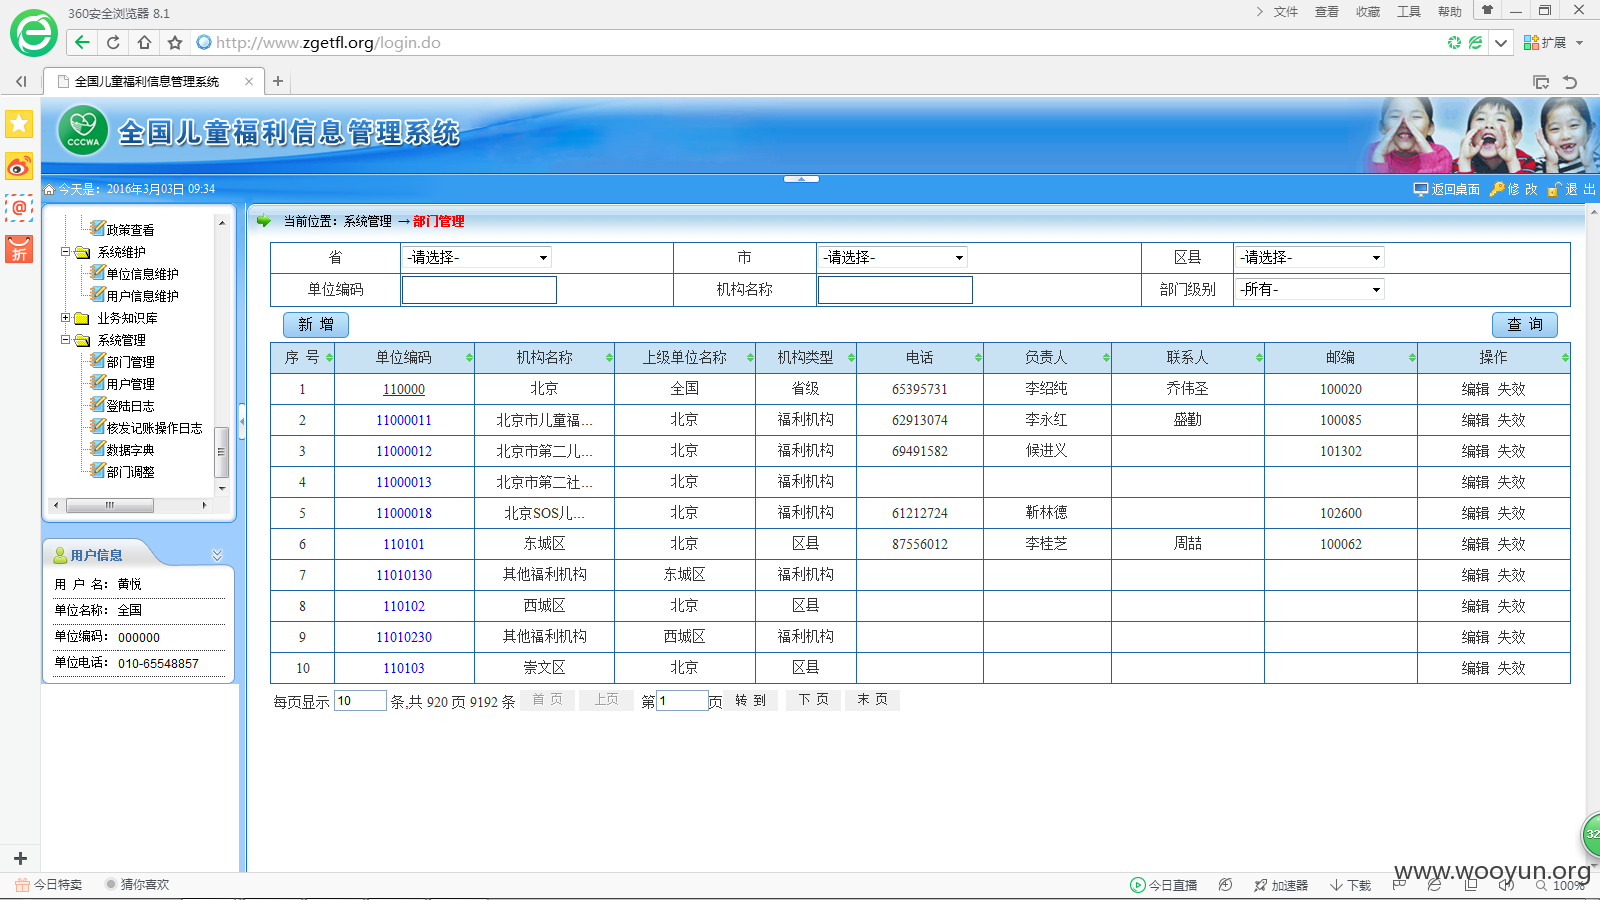 360安全浏览器 8.1
文件 查看 收藏 工具 帮助
http://www.zgetfl.org/login.do
扩展
全国儿童福利信息管理系统
CCCWA
全国儿童福利信息管理系统
今天是：2016年3月03日 09:34
返回桌面 修 改 退 出
政策查看
系统维护
单位信息维护
用户信息维护
业务知识库
系统管理
部门管理
用户管理
登陆日志
核发记账操作日志
数据字典
部门调整
用户信息
用 户 名： 黄悦
单位名称： 全国
单位编码： 000000
单位电话： 010-65548857
当前位置：系统管理 →部门管理
省 -请选择- 市 -请选择- 区县 -请选择-
单位编码 机构名称 部门级别 -所有-
新 增 查 询
序 号 单位编码 机构名称 上级单位名称 机构类型 电话 负责人 联系人 邮编 操作
1 110000 北京 全国 省级 65395731 李绍纯 乔伟圣 100020 编辑 失效
2 11000011 北京市儿童福... 北京 福利机构 62913074 李永红 盛勤 100085 编辑 失效
3 11000012 北京市第二儿... 北京 福利机构 69491582 候进义 101302 编辑 失效
4 11000013 北京市第二社... 北京 福利机构 编辑 失效
5 11000018 北京SOS儿... 北京 福利机构 61212724 靳林德 102600 编辑 失效
6 110101 东城区 北京 区县 87556012 李桂芝 周喆 100062 编辑 失效
7 11010130 其他福利机构 东城区 福利机构 编辑 失效
8 110102 西城区 北京 区县 编辑 失效
9 11010230 其他福利机构 西城区 福利机构 编辑 失效
10 110103 崇文区 北京 区县 编辑 失效
每页显示 10 条,共 920 页 9192 条 首 页 上页 第 1 页 转 到 下 页 末 页
32
www.wooyun.org
今日特卖 猜你喜欢
今日直播 加速器 下载 100%